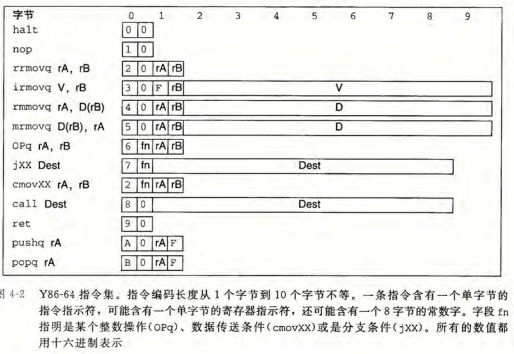 字节 0 1 2 3 4 5 6 7 8 9
halt 0 0
nop 1 0
rrmovq rA, rB 2 0 rA rB
irmovq V, rB 3 0 F rB V
rmmovq rA, D(rB) 4 0 rA rB D
mrmovq D(rB), rA 5 0 rA rB D
OPq rA, rB 6 fn rA rB
jXX Dest 7 fn Dest
cmovXX rA, rB 2 fn rA rB
call Dest 8 0 Dest
ret 9 0
pushq rA A 0 rA F
popq rA B 0 rA F
图 4-2 Y86-64 指令集。指令编码长度从 1 个字节到 10 个字节不等。一条指令含有一个单字节的
指令指示符，可能含有一个单字节的寄存器指示符，还可能含有一个 8 字节的常数字。字段 fn
指明是某个整数操作(OPq)、数据传送条件(cmovXX)或是分支条件(jXX)。所有的数值都
用十六进制表示